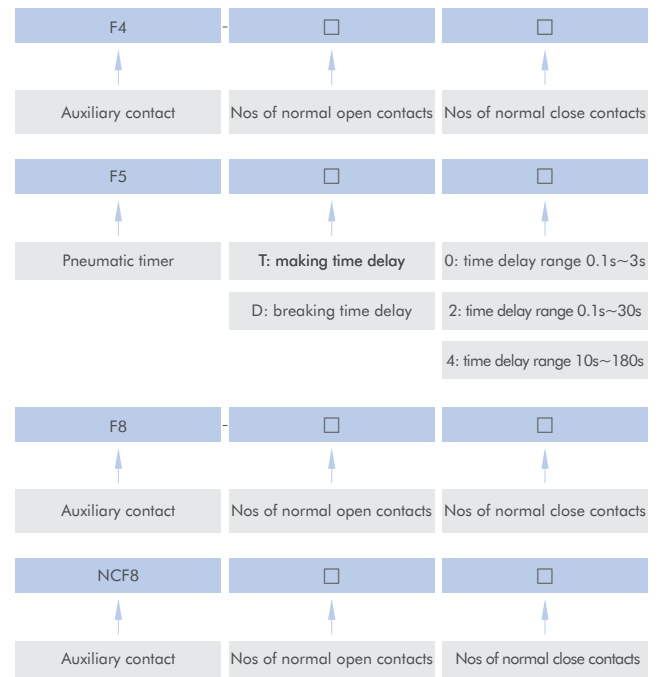 F4 - □ □
Auxiliary contact Nos of normal open contacts Nos of normal close contacts
F5 □ □
Pneumatic timer T: making time delay 0: time delay range 0.1s~3s
D: breaking time delay 2: time delay range 0.1s~30s
4: time delay range 10s~180s
F8 - □ □
Auxiliary contact Nos of normal open contacts Nos of normal close contacts
NCF8 □ □
Auxiliary contact Nos of normal open contacts Nos of normal close contacts